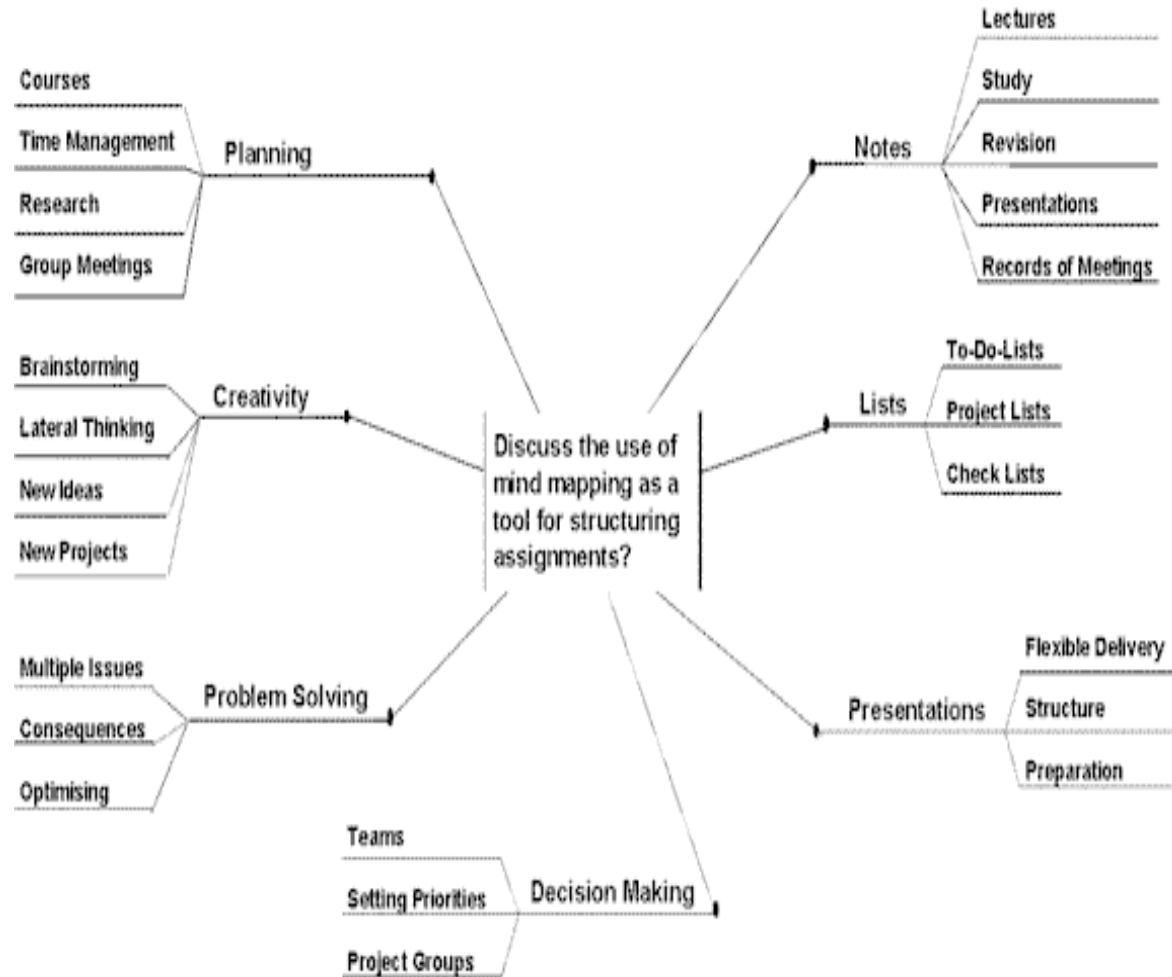 Lectures
Study
Notes
Revision
Presentations
Records of Meetings
Courses
Time Management
Planning
Research
Group Meetings
To-Do-Lists
Lists
Project Lists
Check Lists
Brainstorming
Creativity
Lateral Thinking
New Ideas
New Projects
Discuss the use of
mind mapping as a
tool for structuring
assignments?
Multiple Issues
Problem Solving
Consequences
Optimising
Flexible Delivery
Presentations
Structure
Preparation
Teams
Decision Making
Setting Priorities
Project Groups